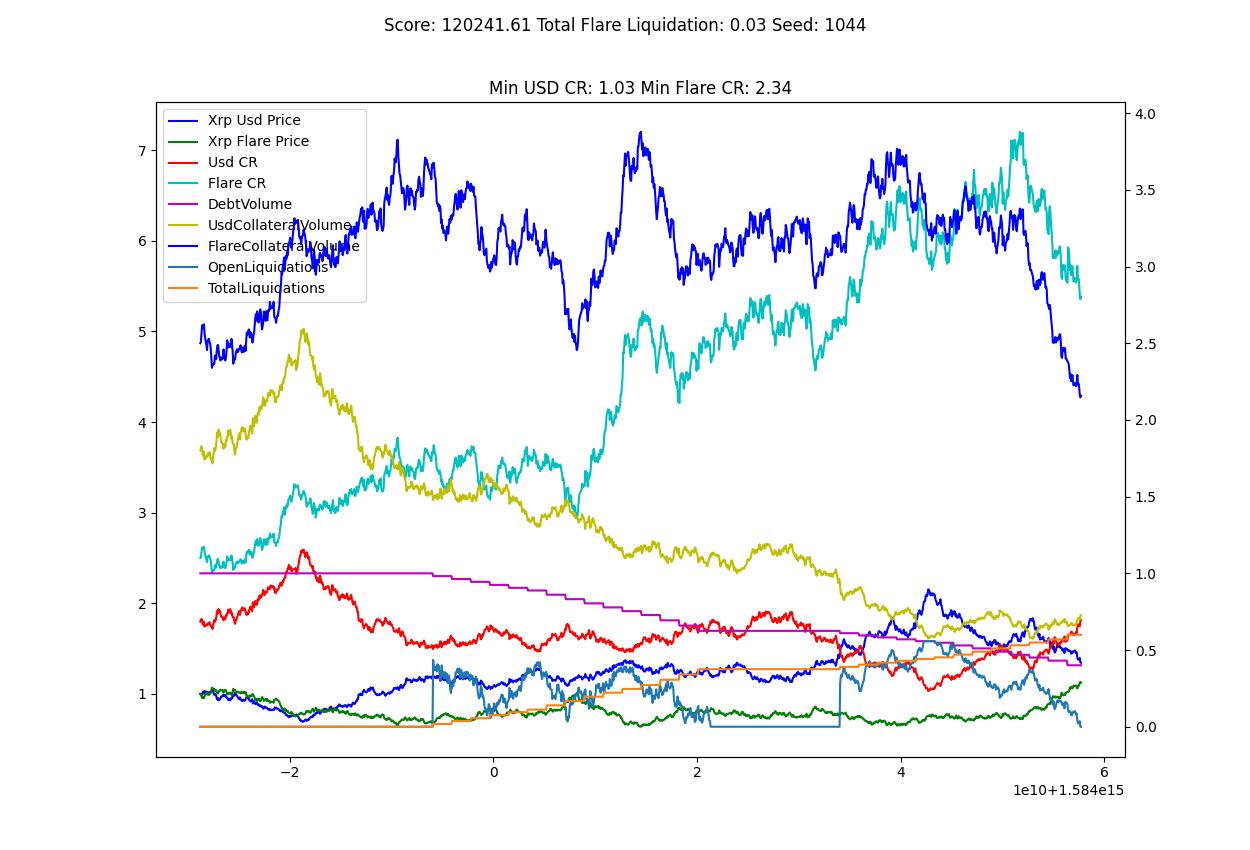 Score: 120241.61 Total Flare Liquidation: 0.03 Seed: 1044
Min USD CR: 1.03 Min Flare CR: 2.34
Xrp Usd Price
Xrp Flare Price
Usd CR
Flare CR
DebtVolume
UsdCollateralVolume
FlareCollateralVolume
OpenLiquidations
TotalLiquidations
7
6
5
4
3
2
1
4.0
3.5
3.0
2.5
2.0
1.5
1.0
0.5
0.0
−2 0 2 4 6
1e10+1.584e15